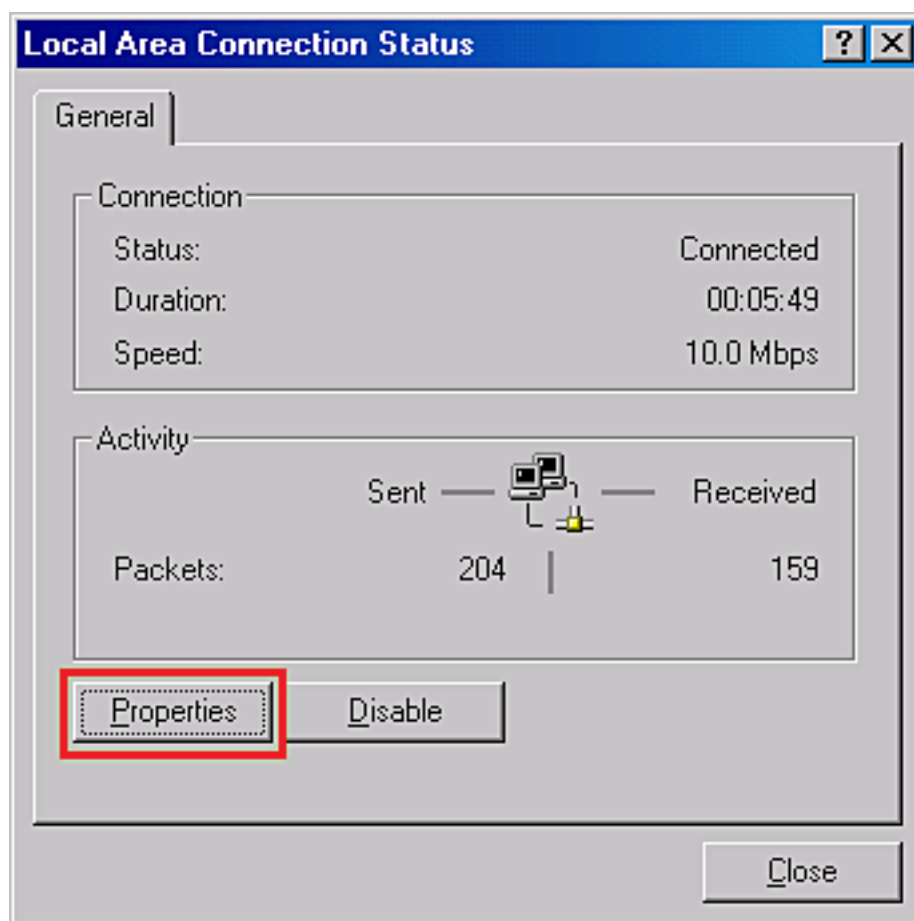 Local Area Connection Status
General
Connection
Status: Connected
Duration: 00:05:49
Speed: 10.0 Mbps
Activity
Sent Received
Packets: 204 159
Properties Disable
Close